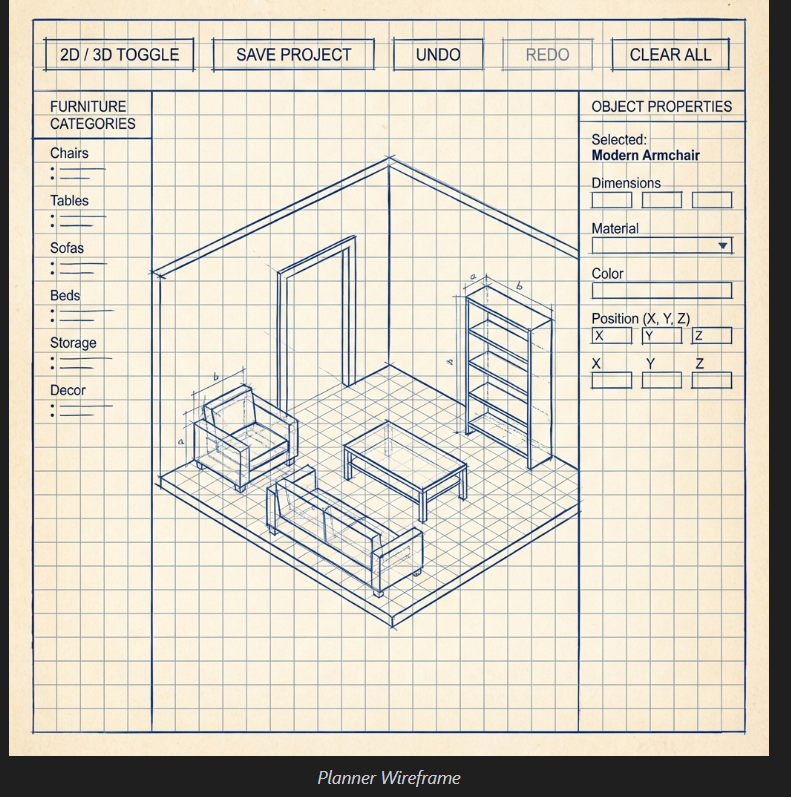 2D / 3D TOGGLE
SAVE PROJECT
UNDO
REDO
CLEAR ALL
FURNITURE
CATEGORIES
Chairs
Tables
Sofas
Beds
Storage
Decor
a
b
b
a
a
OBJECT PROPERTIES
Selected:
Modern Armchair
Dimensions
Material
Color
Position (X, Y, Z)
X
Y
Z
X
Y
Z
Planner Wireframe